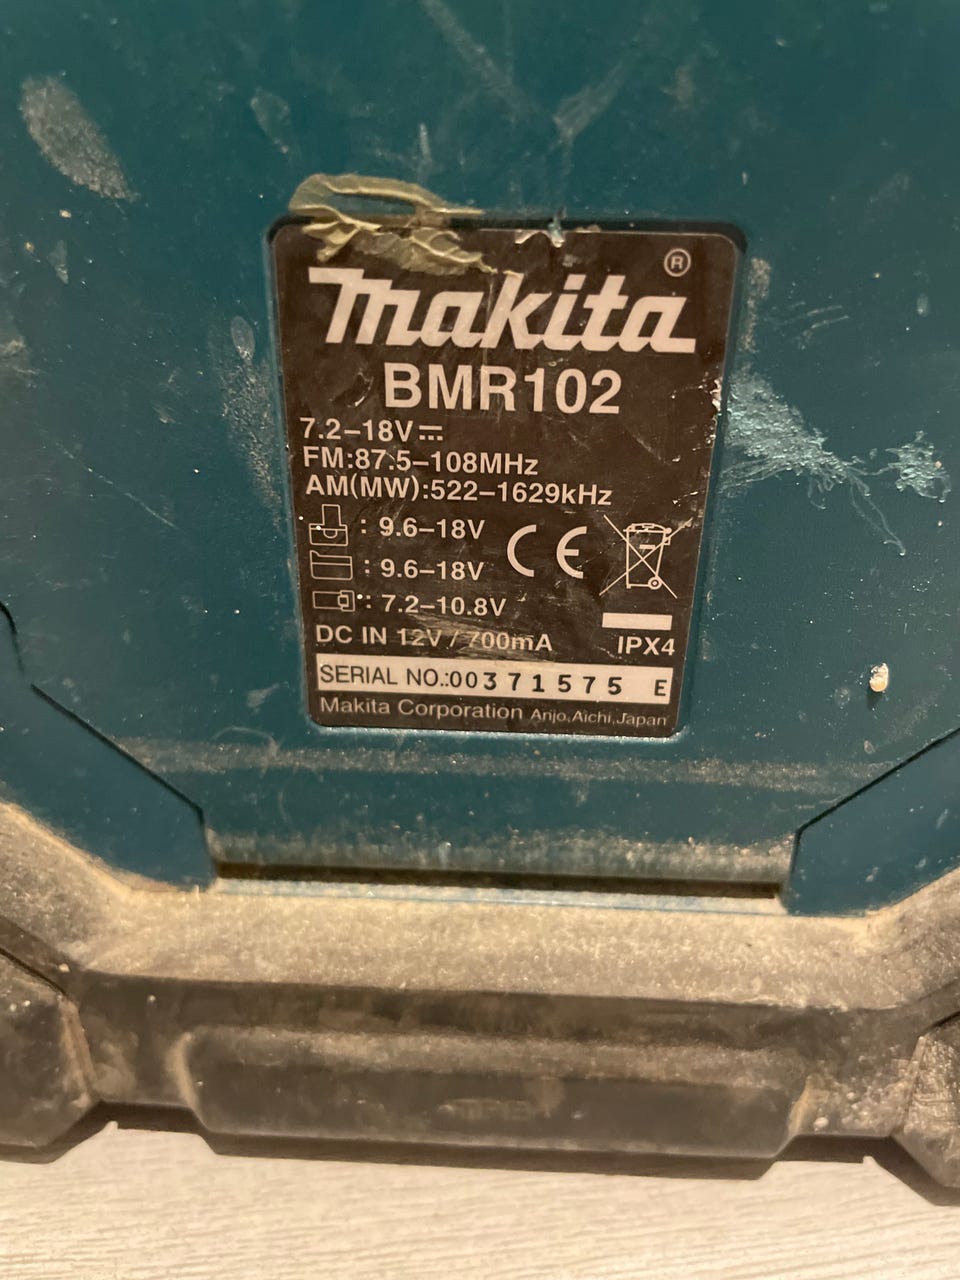 makita®
BMR102
7.2–18V⎓
FM:87.5–108MHz
AM(MW):522–1629kHz
: 9.6–18V
: 9.6–18V
CE
: 7.2–10.8V
DC IN 12V / 700mA
IPX4
SERIAL NO.:00371575 E
Makita Corporation Anjo,Aichi,Japan